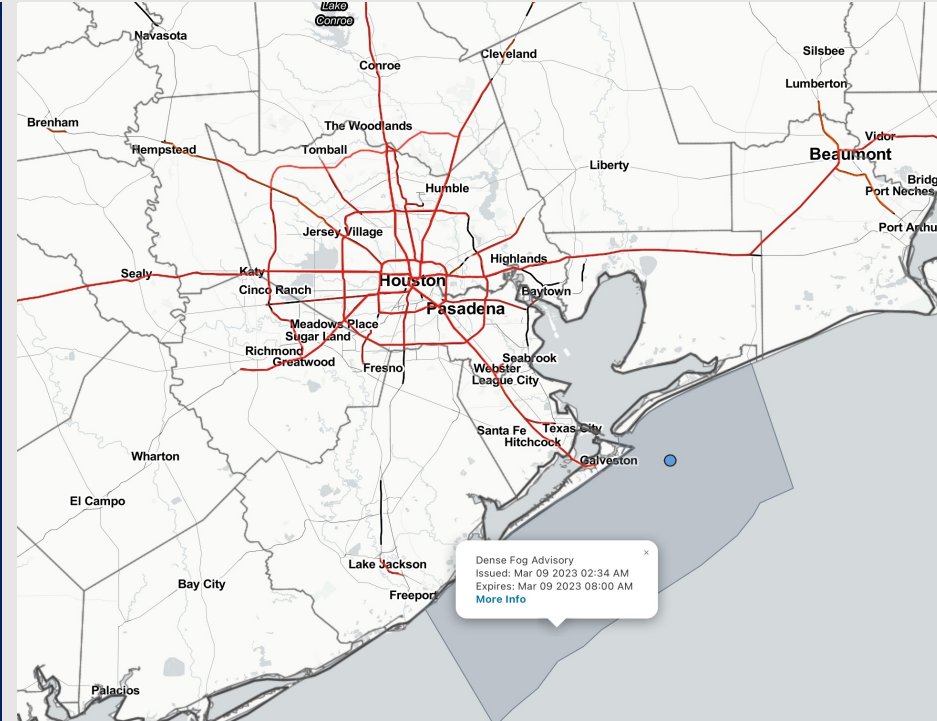 Lake
Conroe
Navasota
Cleveland
Silsbee
Conroe
Lumberton
Brenham
The Woodlands
Vidor
Hempstead
Tomball
Beaumont
Liberty
Bridg
Humble
Port Neches
Jersey Village
Port Arthu
Highlands
Sealy
Katy
Houston
Cinco Ranch
Baytown
Pasadena
Meadows Place
Sugar Land
Richmond
Greatwood
Seabrook
Fresno
Webster
League City
Santa Fe
Texas City
Hitchcock
Wharton
Galveston
El Campo
×
Dense Fog Advisory
Issued: Mar 09 2023 02:34 AM
Expires: Mar 09 2023 08:00 AM
More Info
Lake Jackson
Bay City
Freeport
Palacios